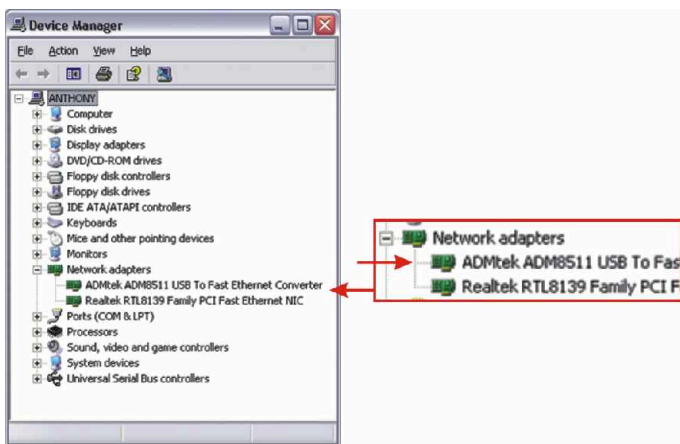 Device Manager
File Action View Help
ANTHONY
Computer
Disk drives
Display adapters
DVD/CD-ROM drives
Floppy disk controllers
Floppy disk drives
IDE ATA/ATAPI controllers
Keyboards
Mice and other pointing devices
Monitors
Network adapters
ADMtek ADM8511 USB To Fast Ethernet Converter
Realtek RTL8139 Family PCI Fast Ethernet NIC
Ports (COM & LPT)
Processors
Sound, video and game controllers
System devices
Universal Serial Bus controllers
Network adapters
ADMtek ADM8511 USB To Fas
Realtek RTL8139 Family PCI F